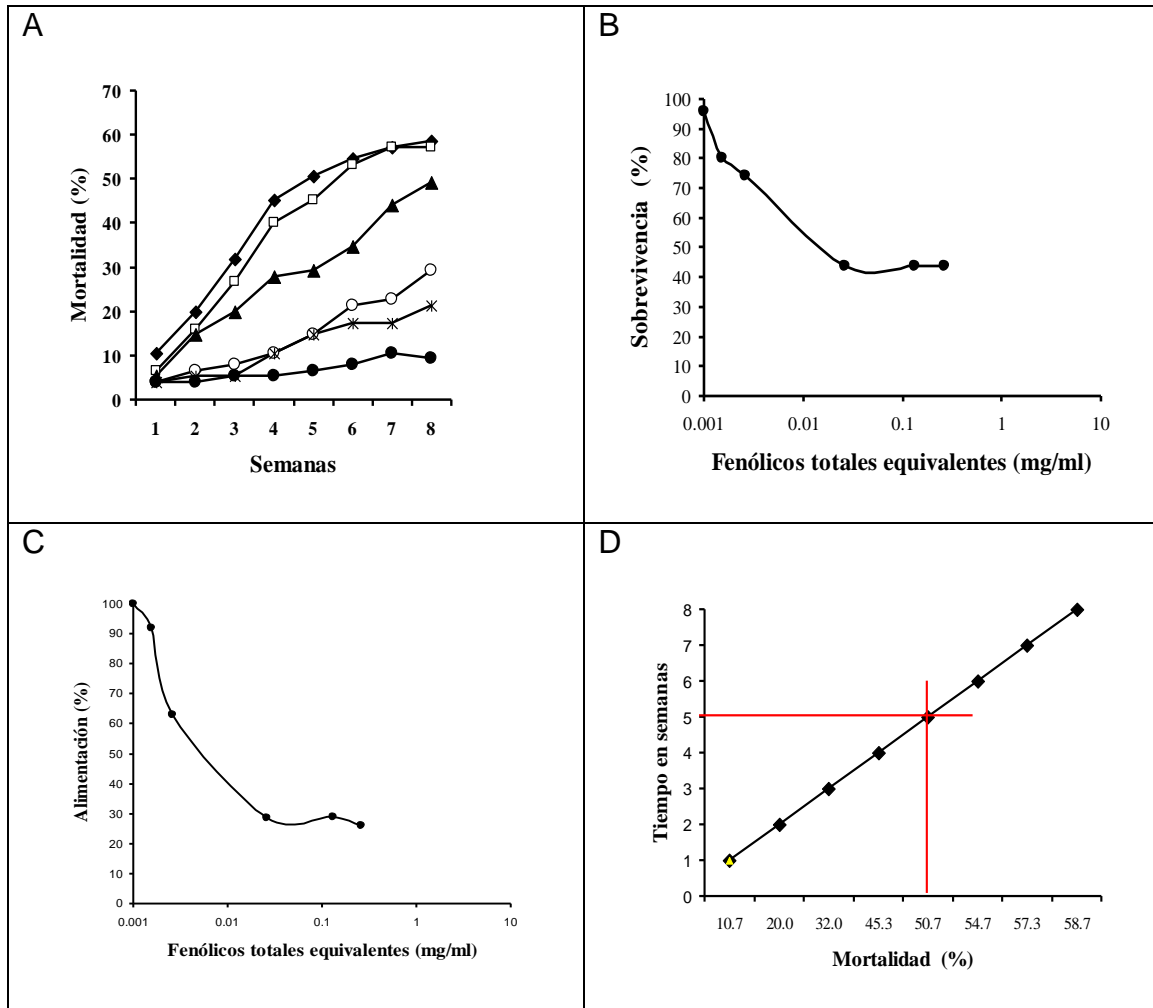 A
Mortalidad (%)
70
60
50
40
30
20
10
0
1 2 3 4 5 6 7 8
Semanas
B
Sobrevivencia (%)
100
90
80
70
60
50
40
30
20
10
0
0.001 0.01 0.1 1 10
Fenólicos totales equivalentes (mg/ml)
C
Alimentación (%)
100
90
80
70
60
50
40
30
20
10
0
0.001 0.01 0.1 1 10
Fenólicos totales equivalentes (mg/ml)
D
Tiempo en semanas
8
7
6
5
4
3
2
1
0
10.7 20.0 32.0 45.3 50.7 54.7 57.3 58.7
Mortalidad (%)